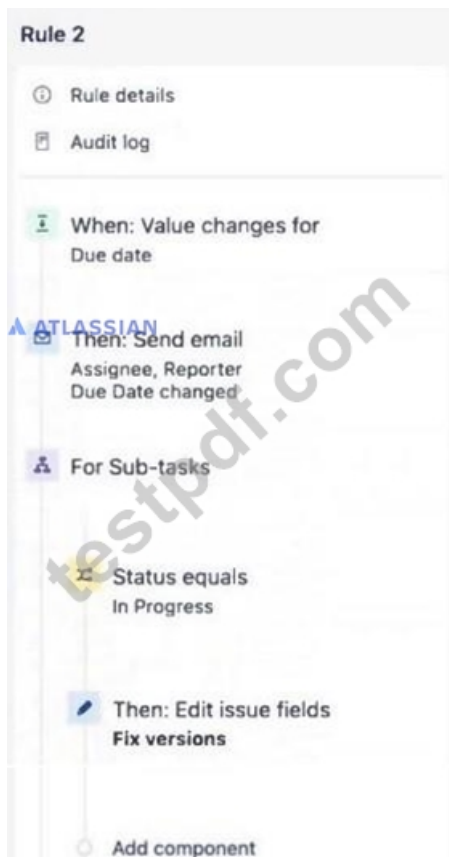 Rule 2
Rule details
Audit log
When: Value changes for
Due date
ATLASSIAN
Then: Send email
Assignee, Reporter
Due Date changed
For Sub-tasks
testpdf.com
Status equals
In Progress
Then: Edit issue fields
Fix versions
Add component